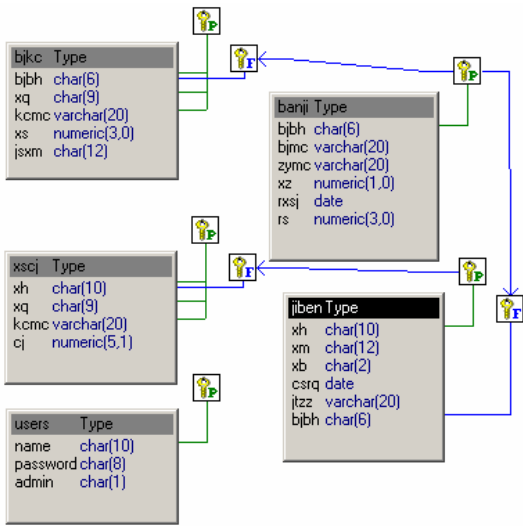 bjkc Type
bjbh char(6)
xq char(9)
kcmc varchar(20)
xs numeric(3,0)
jsxm char(12)
P
F
P
banji Type
bjbh char(6)
bjmc varchar(20)
zymc varchar(20)
xz numeric(1,0)
rxsj date
rs numeric(3,0)
xscj Type
xh char(10)
xq char(9)
kcmc varchar(20)
cj numeric(5,1)
P
F
P
F
jiben Type
xh char(10)
xm char(12)
xb char(2)
csrq date
jtzz varchar(20)
bjbh char(6)
users Type
name char(10)
password char(8)
admin char(1)
P